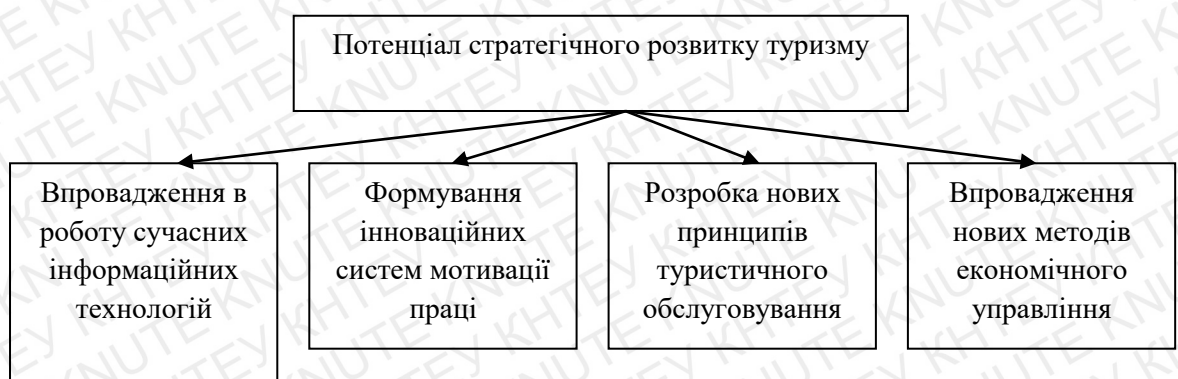 Потенціал стратегічного розвитку туризму
Впровадження в
роботу сучасних
інформаційних
технологій
Формування
інноваційних
систем мотивації
праці
Розробка нових
принципів
туристичного
обслуговування
Впровадження
нових методів
економічного
управління